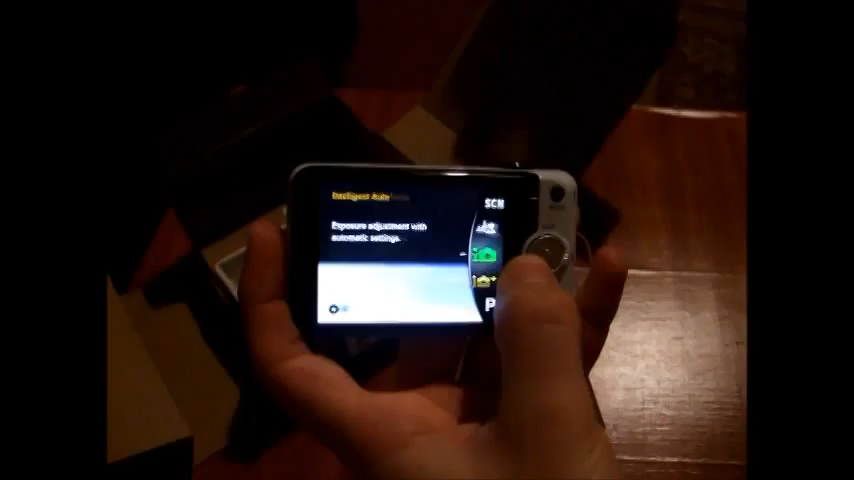 Intelligent Auto
SCN
Exposure adjustment with
automatic settings.
P